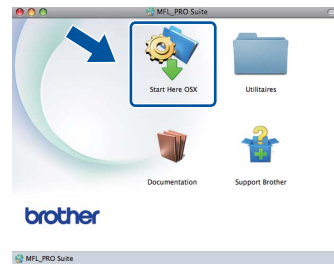 MFL_PRO Suite
Start Here OSX
Utilitaires
Documentation
Support Brother
brother
MFL_PRO Suite